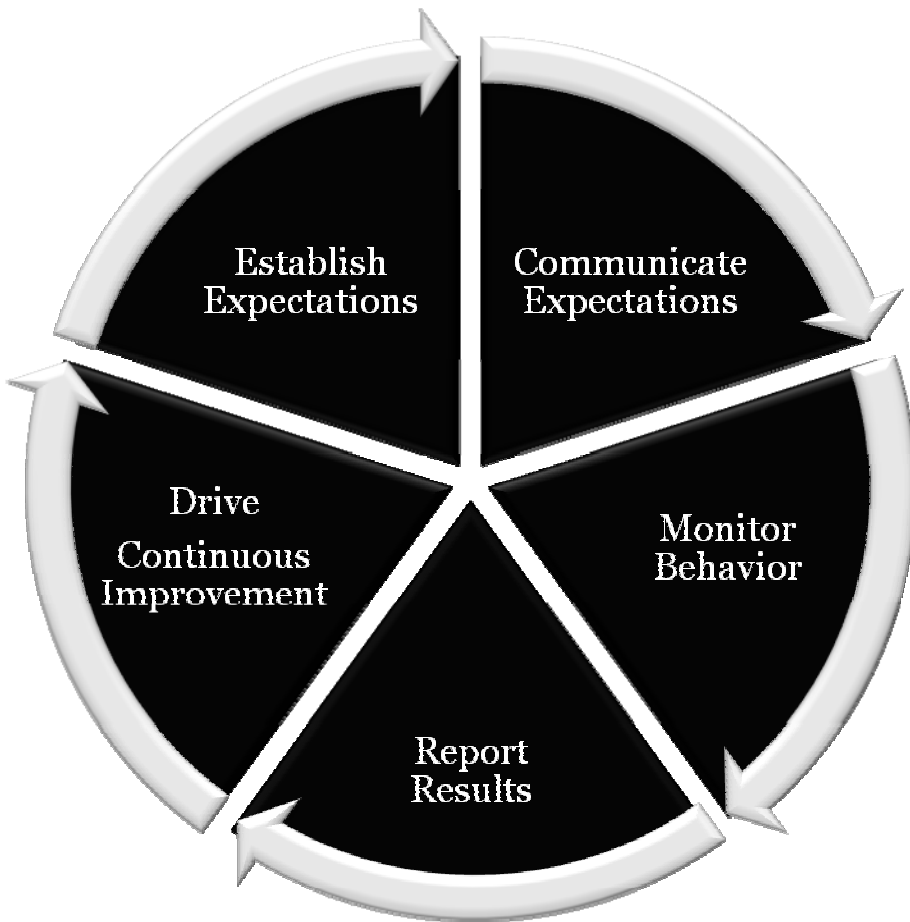 Establish
Expectations
Communicate
Expectations
Monitor
Behavior
Report
Results
Drive
Continuous
Improvement